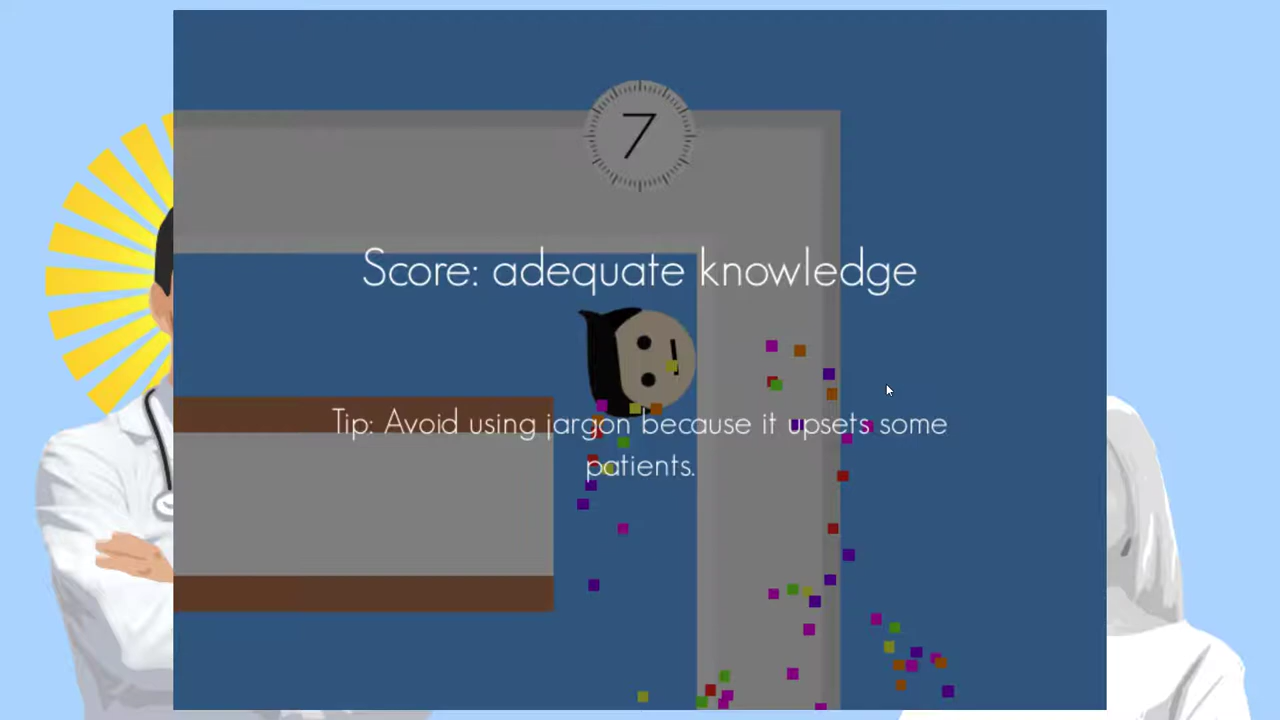 7
Score: adequate knowledge
Tip: Avoid using jargon because it upsets some
patients.